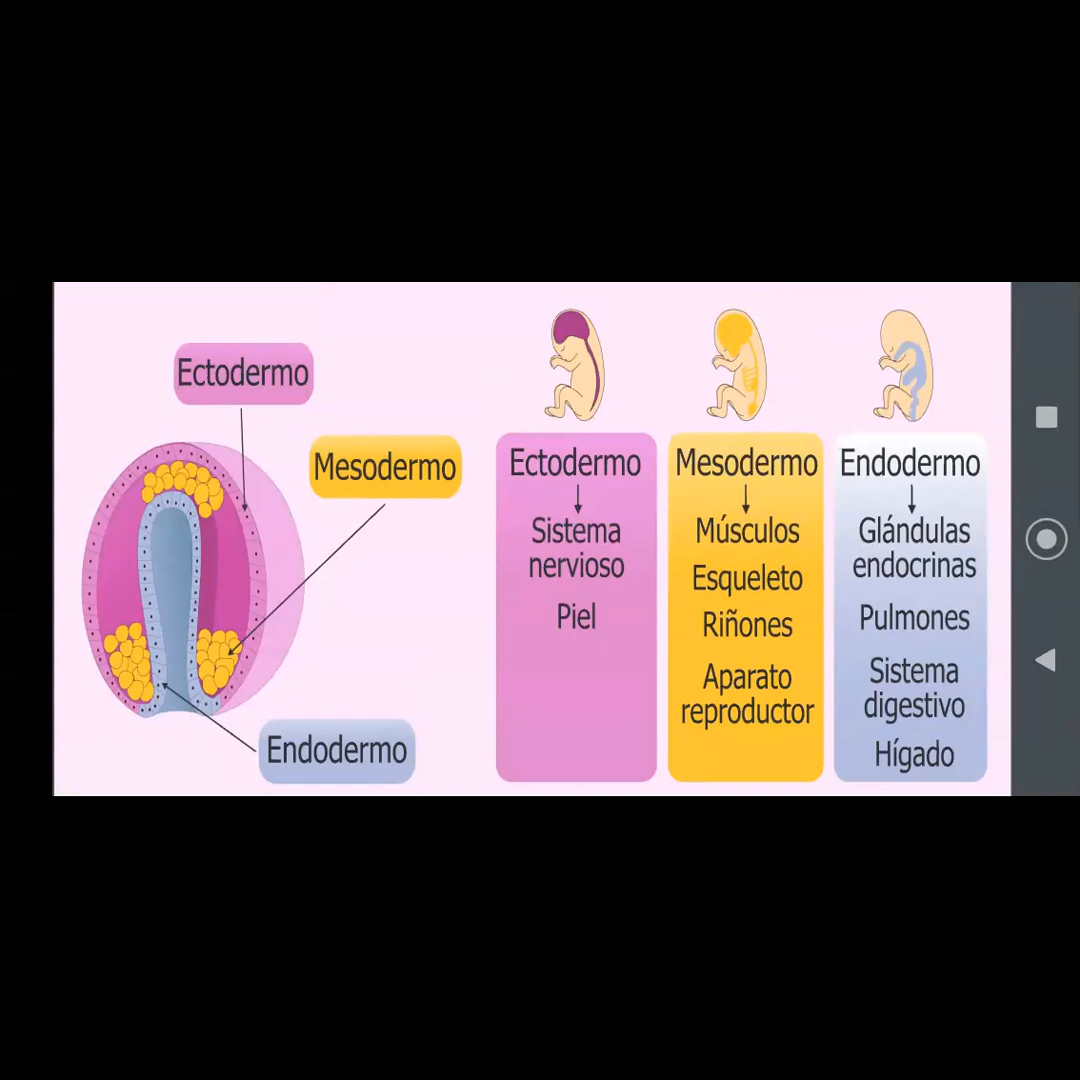 Ectodermo
Mesodermo
Endodermo
Ectodermo
Sistema
nervioso
Piel
Mesodermo
Músculos
Esqueleto
Riñones
Aparato
reproductor
Endodermo
Glándulas
endocrinas
Pulmones
Sistema
digestivo
Hígado